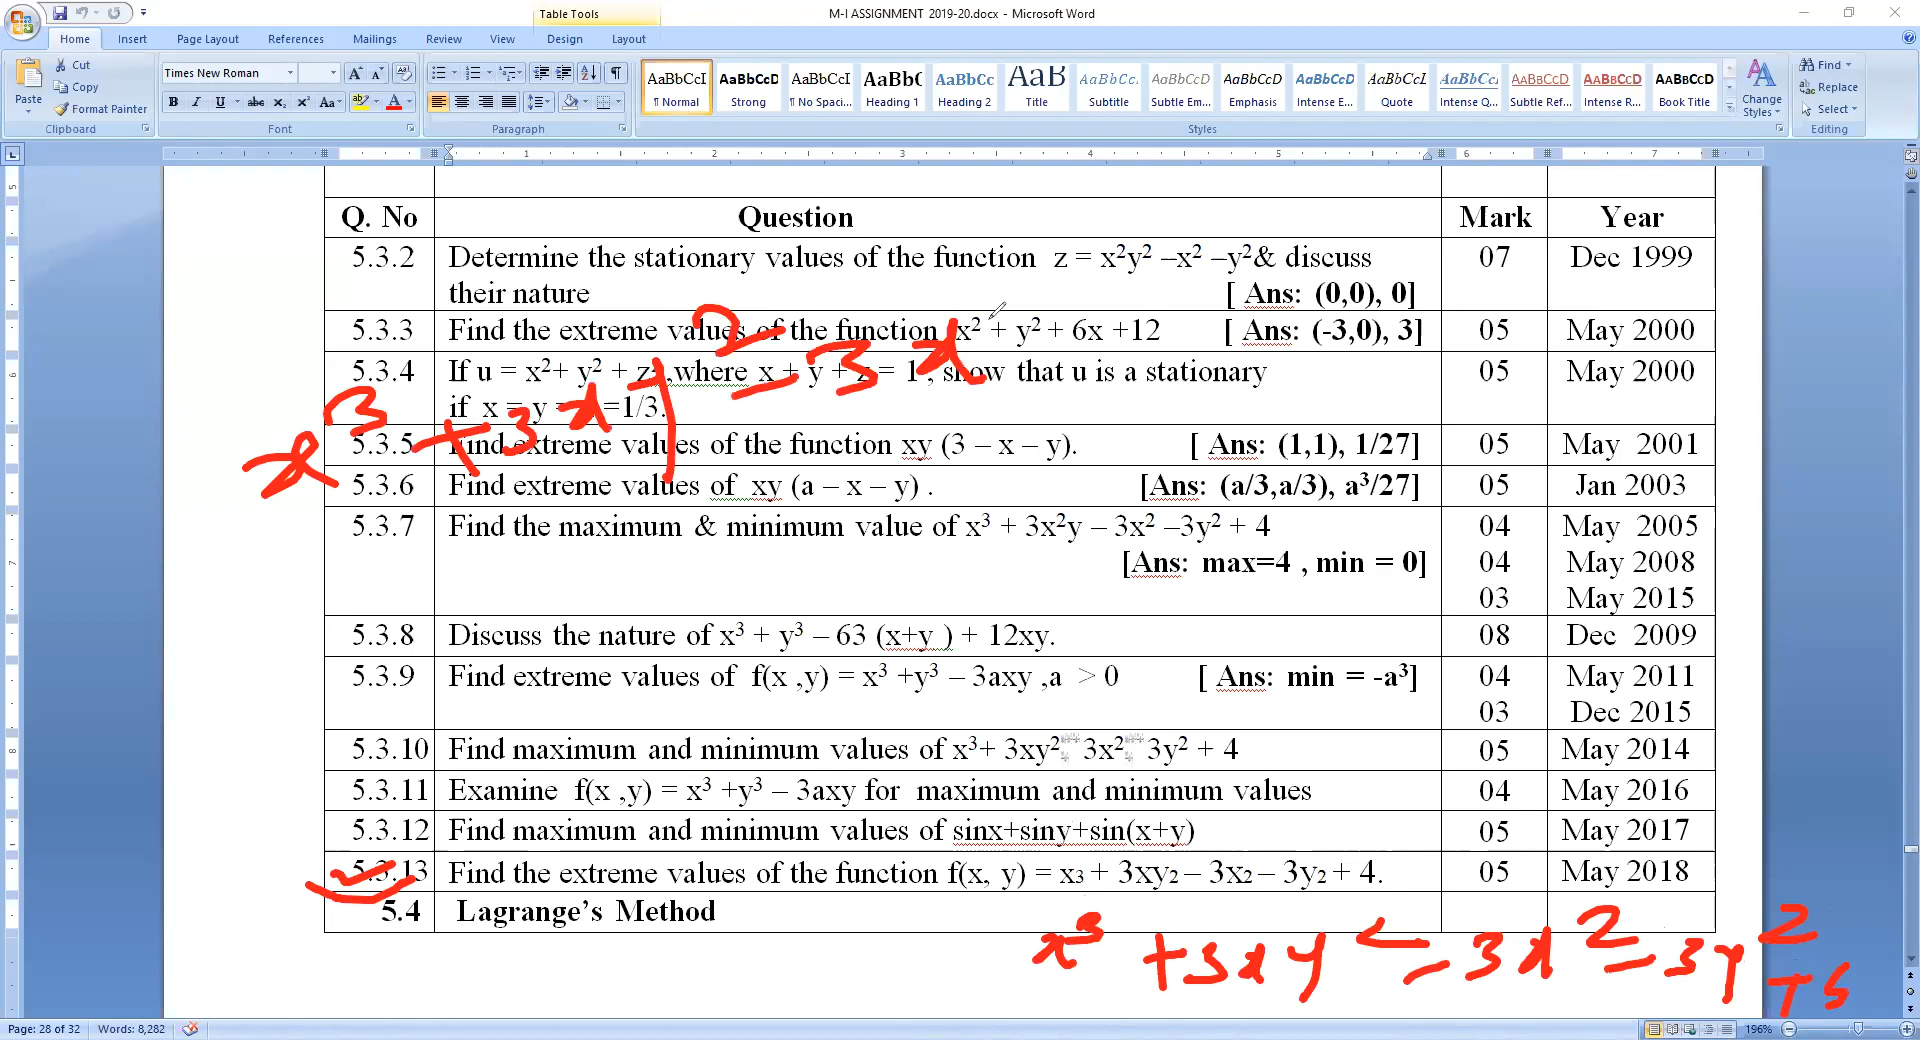 M-I ASSIGNMENT 2019-20.docx - Microsoft Word
Table Tools
Home Insert Page Layout References Mailings Review View Design Layout
Paste
Cut
Copy
Format Painter
Clipboard
Times New Roman
B I U abc x₂ x² Aa
Font
Paragraph
AaBbCcI AaBbCcD AaBbCcI AaBbC AaBbCc AaB AaBbCc. AaBbCcD AaBbCcD AaBbCcD AaBbCcL AaBbCcI AABBCCD AABBCCD AABBCCD
¶ Normal Strong ¶ No Spaci... Heading 1 Heading 2 Title Subtitle Subtle Em... Emphasis Intense E... Quote Intense Q... Subtle Ref... Intense R... Book Title
Change Styles
Styles
Find
Replace
Select
Editing
1 2 3 4 5 6 7
Q. No Question Mark Year
5.3.2 Determine the stationary values of the function z = x²y² –x² –y²& discuss 07 Dec 1999
their nature [ Ans: (0,0), 0]
5.3.3 Find the extreme values of the function x² + y² + 6x +12 [ Ans: (-3,0), 3] 05 May 2000
5.3.4 If u = x²+ y² + z² ,where x + y + z = 1 , show that u is a stationary 05 May 2000
if x = y = =1/3.
5.3.5 Find extreme values of the function xy (3 – x – y). [ Ans: (1,1), 1/27] 05 May 2001
5.3.6 Find extreme values of xy (a – x – y) . [Ans: (a/3,a/3), a³/27] 05 Jan 2003
5.3.7 Find the maximum & minimum value of x³ + 3x²y – 3x² –3y² + 4 04 May 2005
[Ans: max=4 , min = 0] 04 May 2008
03 May 2015
5.3.8 Discuss the nature of x³ + y³ – 63 (x+y ) + 12xy. 08 Dec 2009
5.3.9 Find extreme values of f(x ,y) = x³ +y³ – 3axy ,a > 0 [ Ans: min = -a³] 04 May 2011
03 Dec 2015
5.3.10 Find maximum and minimum values of x³+ 3xy² 3x² 3y² + 4 05 May 2014
5.3.11 Examine f(x ,y) = x³ +y³ – 3axy for maximum and minimum values 04 May 2016
5.3.12 Find maximum and minimum values of sinx+siny+sin(x+y) 05 May 2017
5.3.13 Find the extreme values of the function f(x, y) = x3 + 3xy2 – 3x2 – 3y2 + 4. 05 May 2018
5.4 Lagrange's Method
x³ + 3xy² – 3x
x³ + 3xy² – 3x² – 3y²
Page: 28 of 32 Words: 8,282 196%